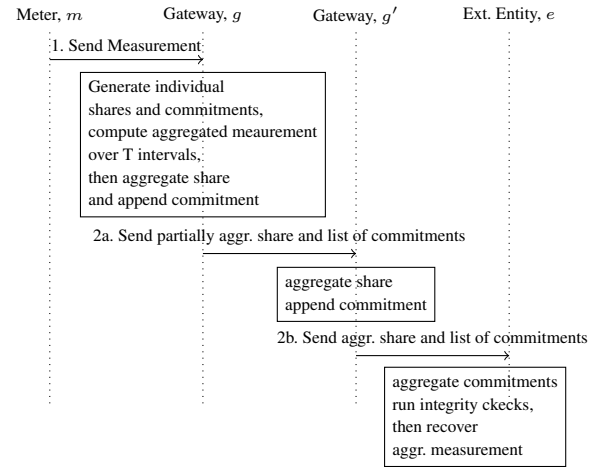 Meter, m Gateway, g Gateway, g′ Ext. Entity, e
1. Send Measurement
Generate individual
shares and commitments,
compute aggregated meaurement
over T intervals,
then aggregate share
and append commitment
2a. Send partially aggr. share and list of commitments
aggregate share
append commitment
2b. Send aggr. share and list of commitments
aggregate commitments
run integrity ckecks,
then recover
aggr. measurement